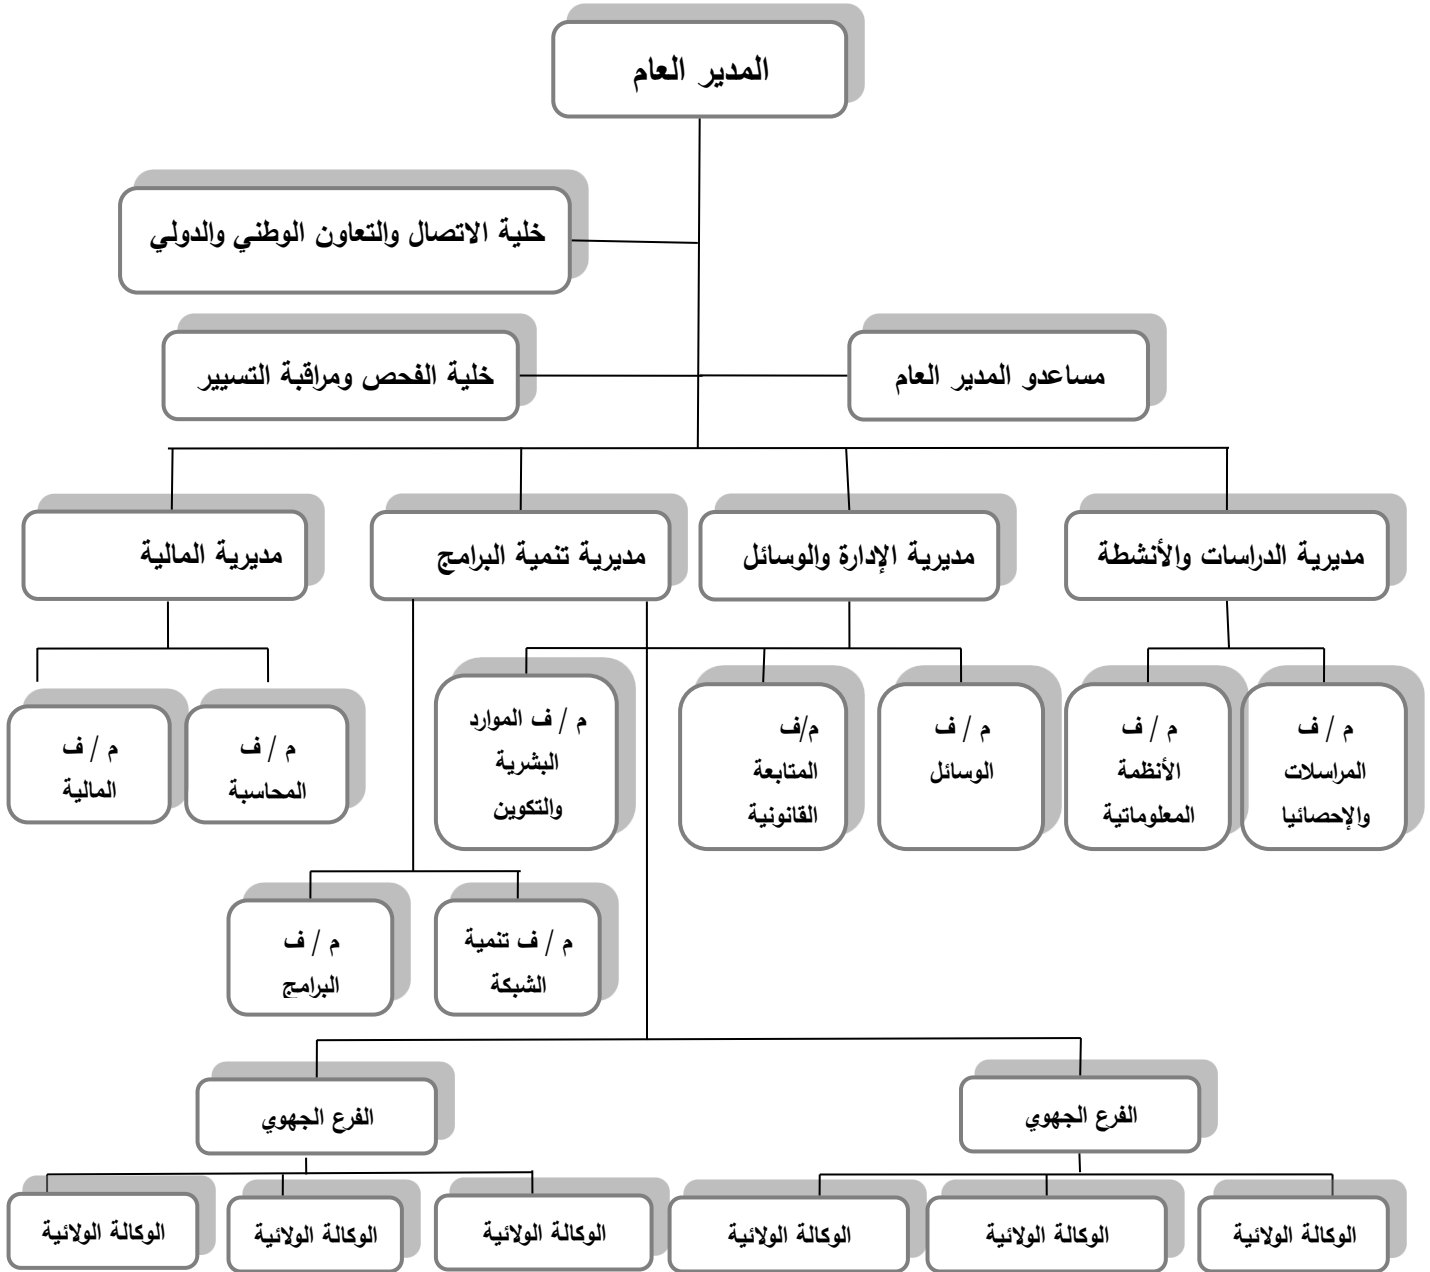 المدير العام
خلية الاتصال والتعاون الوطني والدولي
مساعدو المدير العام
خلية الفحص ومراقبة التسيير
مديرية الدراسات والأنشطة
مديرية الإدارة والوسائل
مديرية تنمية البرامج
مديرية المالية
م / ف
المراسلات
والإحصائيا
م / ف
الأنظمة
المعلوماتية
م / ف
الوسائل
م/ف
المتابعة
القانونية
م / ف الموارد
البشرية
والتكوين
م / ف
المحاسبة
م / ف
المالية
م / ف تنمية
الشبكة
م / ف
البرامج
الفرع الجهوي
الفرع الجهوي
الوكالة الولائية
الوكالة الولائية
الوكالة الولائية
الوكالة الولائية
الوكالة الولائية
الوكالة الولائية